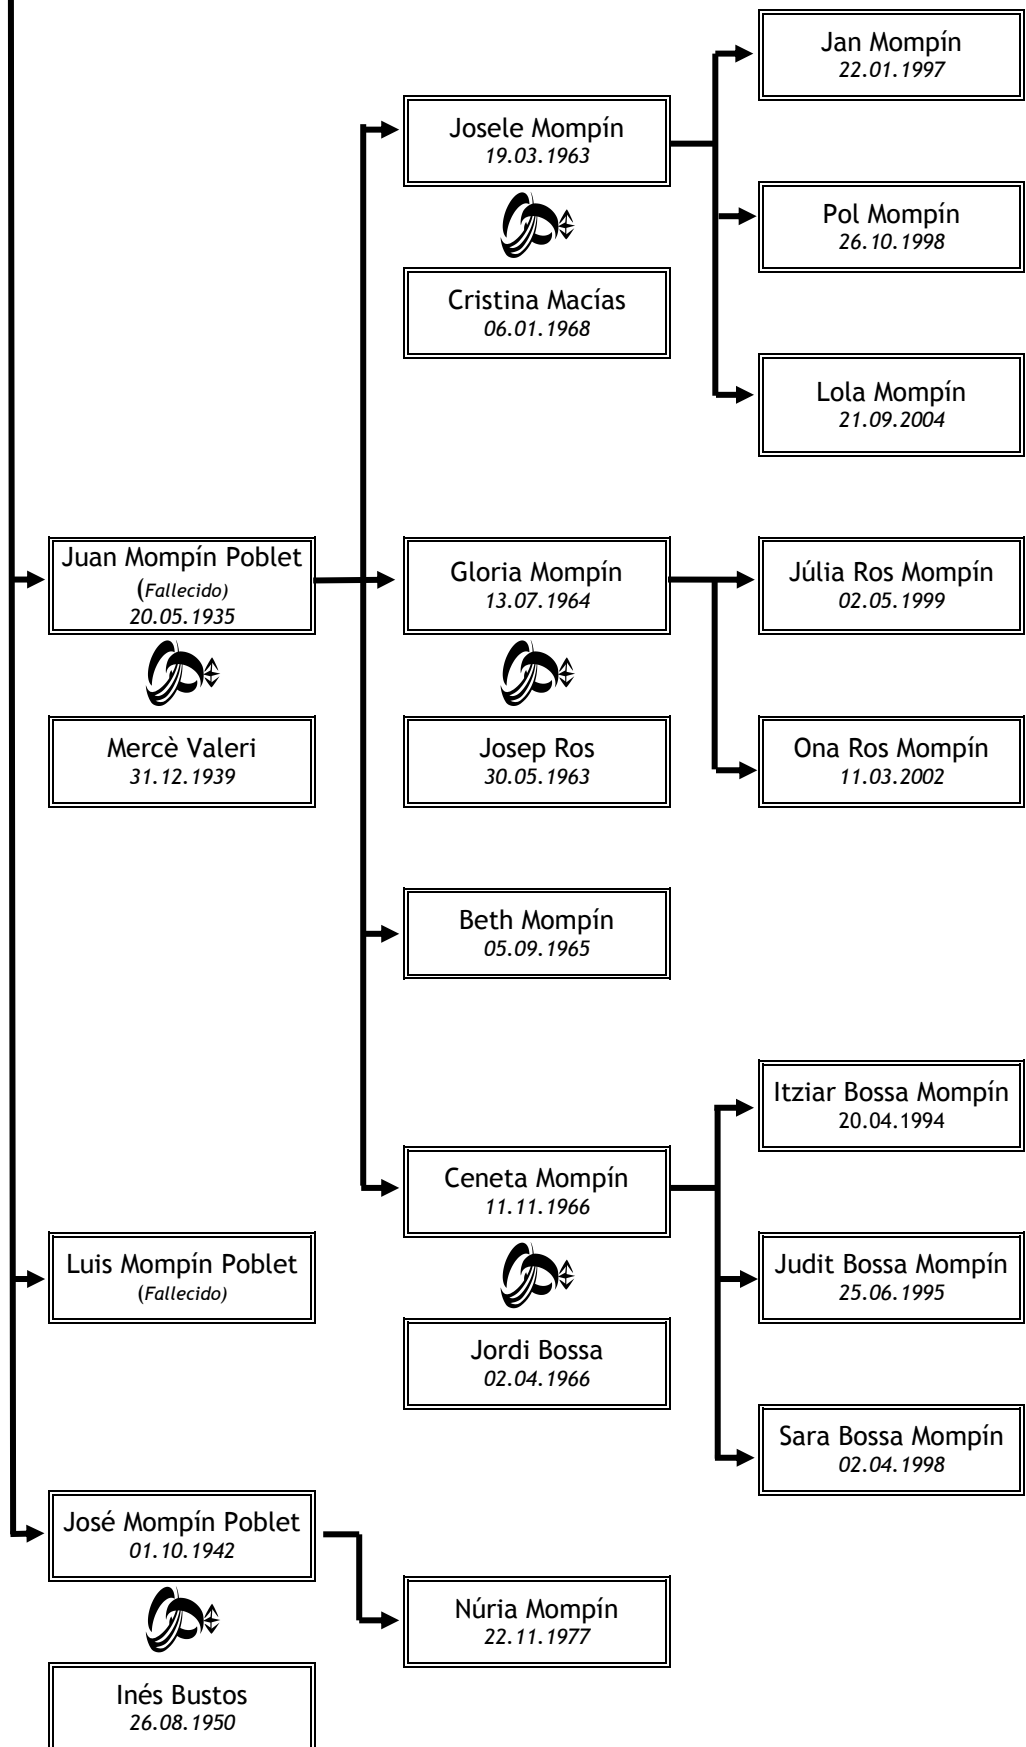 Jan Mompín
22.01.1997
Josele Mompín
19.03.1963
Pol Mompín
26.10.1998
Cristina Macías
06.01.1968
Lola Mompín
21.09.2004
Juan Mompín Poblet
(Fallecido)
20.05.1935
Gloria Mompín
13.07.1964
Júlia Ros Mompín
02.05.1999
Mercè Valeri
31.12.1939
Josep Ros
30.05.1963
Ona Ros Mompín
11.03.2002
Beth Mompín
05.09.1965
Itziar Bossa Mompín
20.04.1994
Ceneta Mompín
11.11.1966
Luis Mompín Poblet
(Fallecido)
Judit Bossa Mompín
25.06.1995
Jordi Bossa
02.04.1966
Sara Bossa Mompín
02.04.1998
José Mompín Poblet
01.10.1942
Núria Mompín
22.11.1977
Inés Bustos
26.08.1950